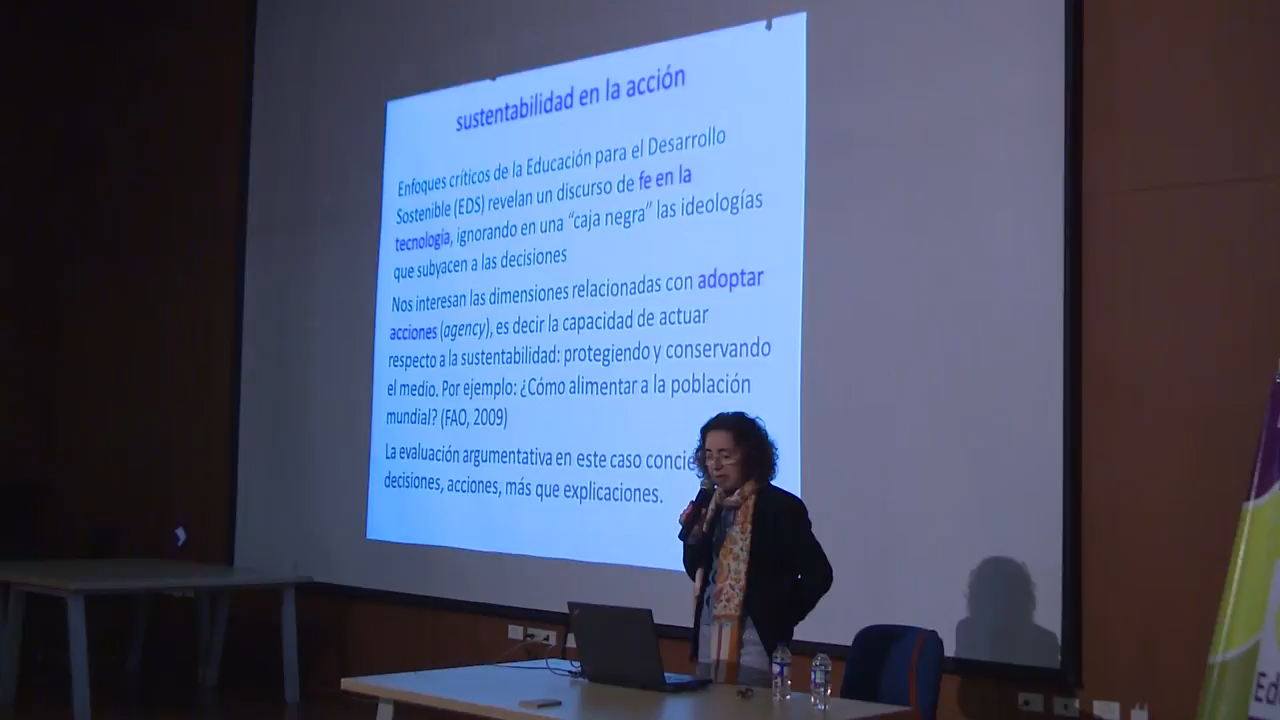 sustentabilidad en la acción
Enfoques críticos de la Educación para el Desarrollo
Sostenible (EDS) revelan un discurso de fe en la
tecnología, ignorando en una “caja negra” las ideologías
que subyacen a las decisiones
Nos interesan las dimensiones relacionadas con adoptar
acciones (agency), es decir la capacidad de actuar
respecto a la sustentabilidad: protegiendo y conservando
el medio. Por ejemplo: ¿Cómo alimentar a la población
mundial? (FAO, 2009)
La evaluación argumentativa en este caso concie
decisiones, acciones, más que explicaciones.
Ed